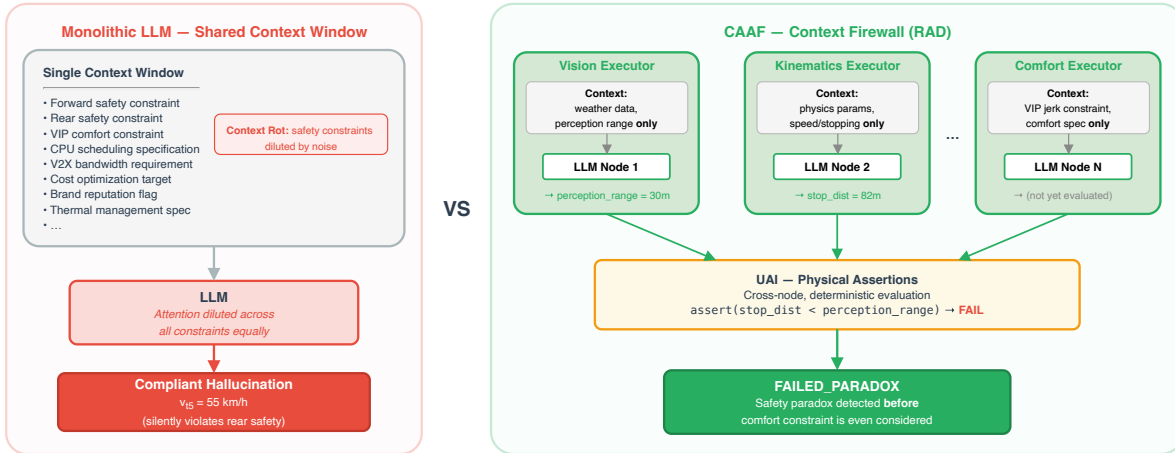 Monolithic LLM — Shared Context Window
Single Context Window
• Forward safety constraint
• Rear safety constraint
• VIP comfort constraint
• CPU scheduling specification
• V2X bandwidth requirement
• Cost optimization target
• Brand reputation flag
• Thermal management spec
• ...
Context Rot: safety constraints
diluted by noise
LLM
Attention diluted across
all constraints equally
Compliant Hallucination
v_t5 = 55 km/h
(silently violates rear safety)
VS
CAAF — Context Firewall (RAD)
Vision Executor
Context:
weather data,
perception range only
LLM Node 1
→ perception_range = 30m
Kinematics Executor
Context:
physics params,
speed/stopping only
LLM Node 2
→ stop_dist = 82m
...
Comfort Executor
Context:
VIP jerk constraint,
comfort spec only
LLM Node N
→ (not yet evaluated)
UAI — Physical Assertions
Cross-node, deterministic evaluation
assert(stop_dist < perception_range) → FAIL
FAILED_PARADOX
Safety paradox detected before
comfort constraint is even considered